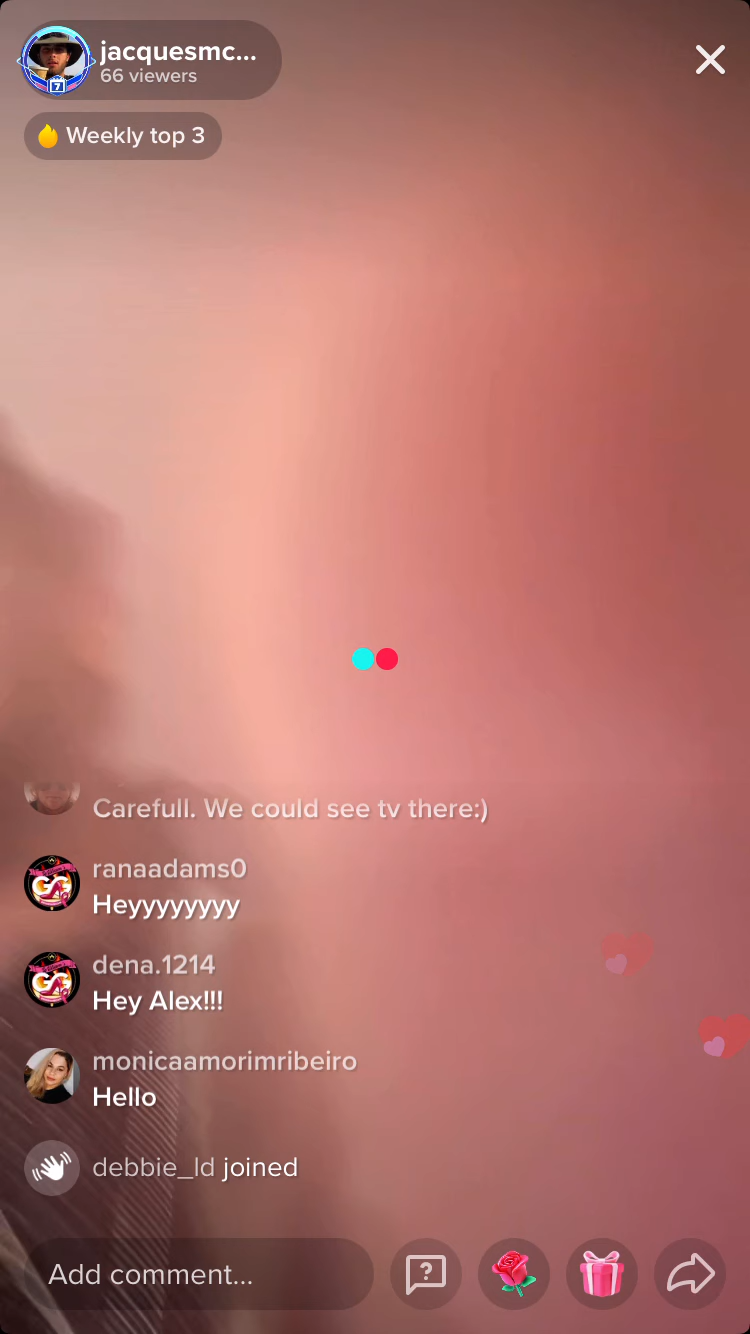 jacquesmc...
66 viewers
Weekly top 3
Carefull. We could see tv there:)
ranaadams0
Heyyyyyyyy
dena.1214
Hey Alex!!!
monicaamorimribeiro
Hello
debbie_ld joined
Add comment...